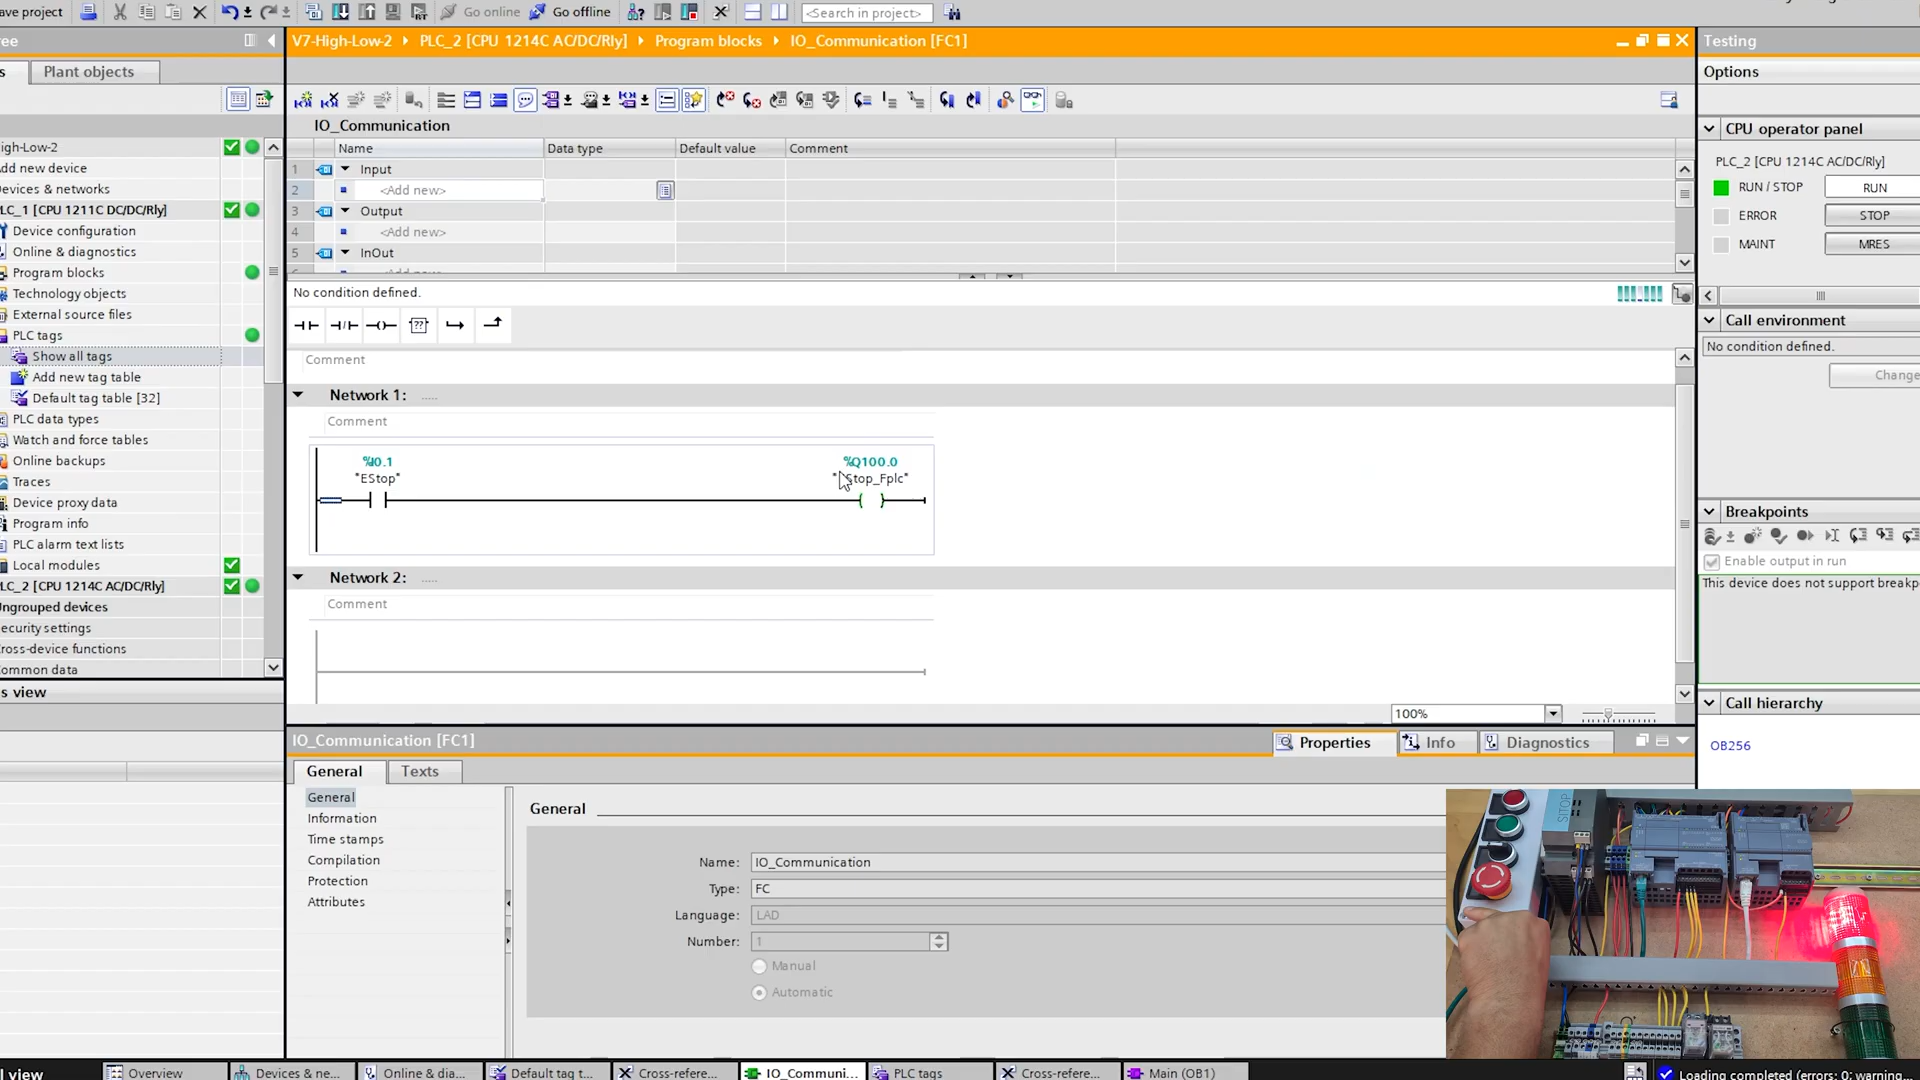 ave project
Go online
Go offline
<Search in project>
ee
V7-High-Low-2
PLC_2 [CPU 1214C AC/DC/Rly]
Program blocks
IO_Communication [FC1]
Testing
s
Plant objects
Options
IO_Communication
CPU operator panel
Name
Data type
Default value
Comment
igh-Low-2
1
Input
PLC_2 [CPU 1214C AC/DC/Rly]
dd new device
2
<Add new>
RUN / STOP
RUN
evices & networks
3
Output
ERROR
STOP
LC_1 [CPU 1211C DC/DC/Rly]
4
<Add new>
MAINT
MRES
Device configuration
5
InOut
Online & diagnostics
Program blocks
No condition defined.
Technology objects
External source files
Call environment
PLC tags
No condition defined.
Show all tags
Comment
Change
Add new tag table
Default tag table [32]
Network 1:
.....
PLC data types
Comment
Watch and force tables
Online backups
%I0.1
%Q100.0
"EStop"
Stop_Fplc"
Traces
Device proxy data
Breakpoints
Program info
PLC alarm text lists
Enable output in run
Local modules
This device does not support breakp
LC_2 [CPU 1214C AC/DC/Rly]
Network 2:
.....
ngrouped devices
Comment
ecurity settings
ross-device functions
ommon data
s view
Call hierarchy
100%
IO_Communication [FC1]
Properties
Info
Diagnostics
OB256
General
Texts
General
Information
Time stamps
Compilation
Protection
Attributes
General
Name:
IO_Communication
Type:
FC
Language:
LAD
Number:
1
Manual
Automatic
SITOP
l view
Overview
Devices & ne...
Online & dia...
Default tag t...
Cross-refere...
IO_Communi...
PLC tags
Cross-refere...
Main (OB1)
Loading completed (errors: 0; warning...